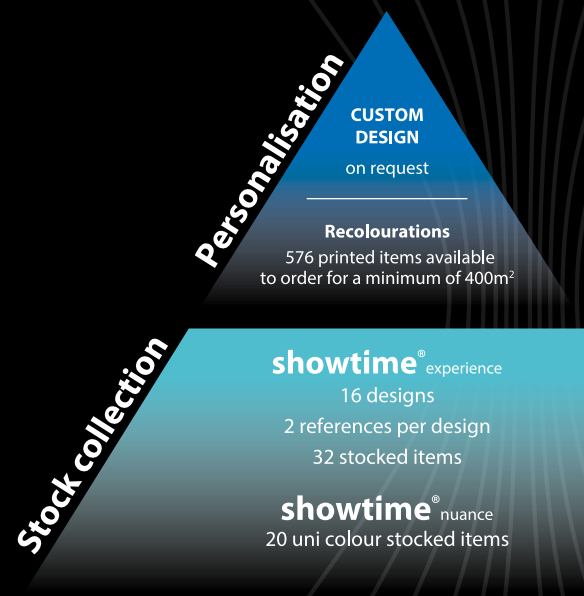 Personalisation
CUSTOM
DESIGN
on request
Recolourations
576 printed items available
to order for a minimum of 400m²
Stock collection
showtime® experience
16 designs
2 references per design
32 stocked items
showtime® nuance
20 uni colour stocked items